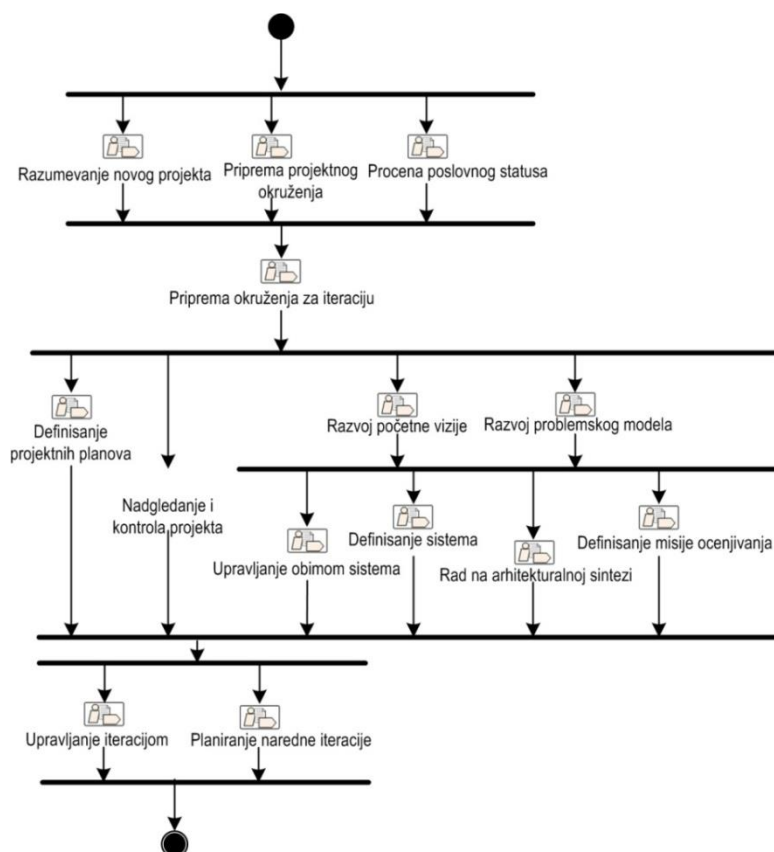 Razumevanje novog projekta
Priprema projektnog
okruženja
Procena poslovnog statusa
Priprema okruženja za iteraciju
Definisanje
projektnih planova
Nadgledanje i
kontrola projekta
Razvoj početne vizije
Razvoj problemskog modela
Upravljanje obimom sistema
Definisanje sistema
Rad na arhitekturalnoj sintezi
Definisanje misije ocenjivanja
Upravljanje iteracijom
Planiranje naredne iteracije